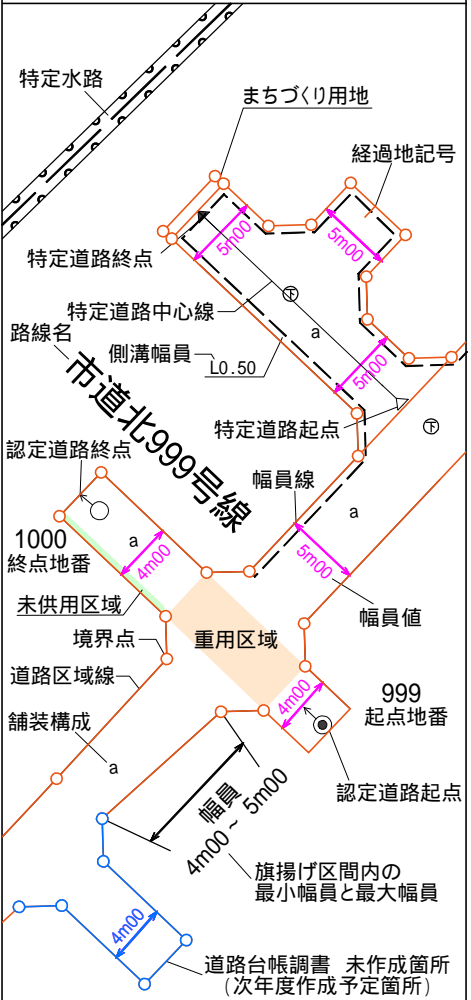 特定水路
まちづくり用地
経過地記号
5m00
5m00
特定道路終点
下
特定道路中心線
a
路線名
側溝幅員
L0.50
5m00
市道北999号線
特定道路起点
下
認定道路終点
幅員線
a
a
1000
終点地番
4m00
5m00
未供用区域
幅員値
境界点
重用区域
道路区域線
4m00
999
起点地番
舗装構成
a
認定道路起点
幅員
4m00~5m00
旗揚げ区間内の
最小幅員と最大幅員
4m00
道路台帳調書 未作成箇所
(次年度作成予定箇所)